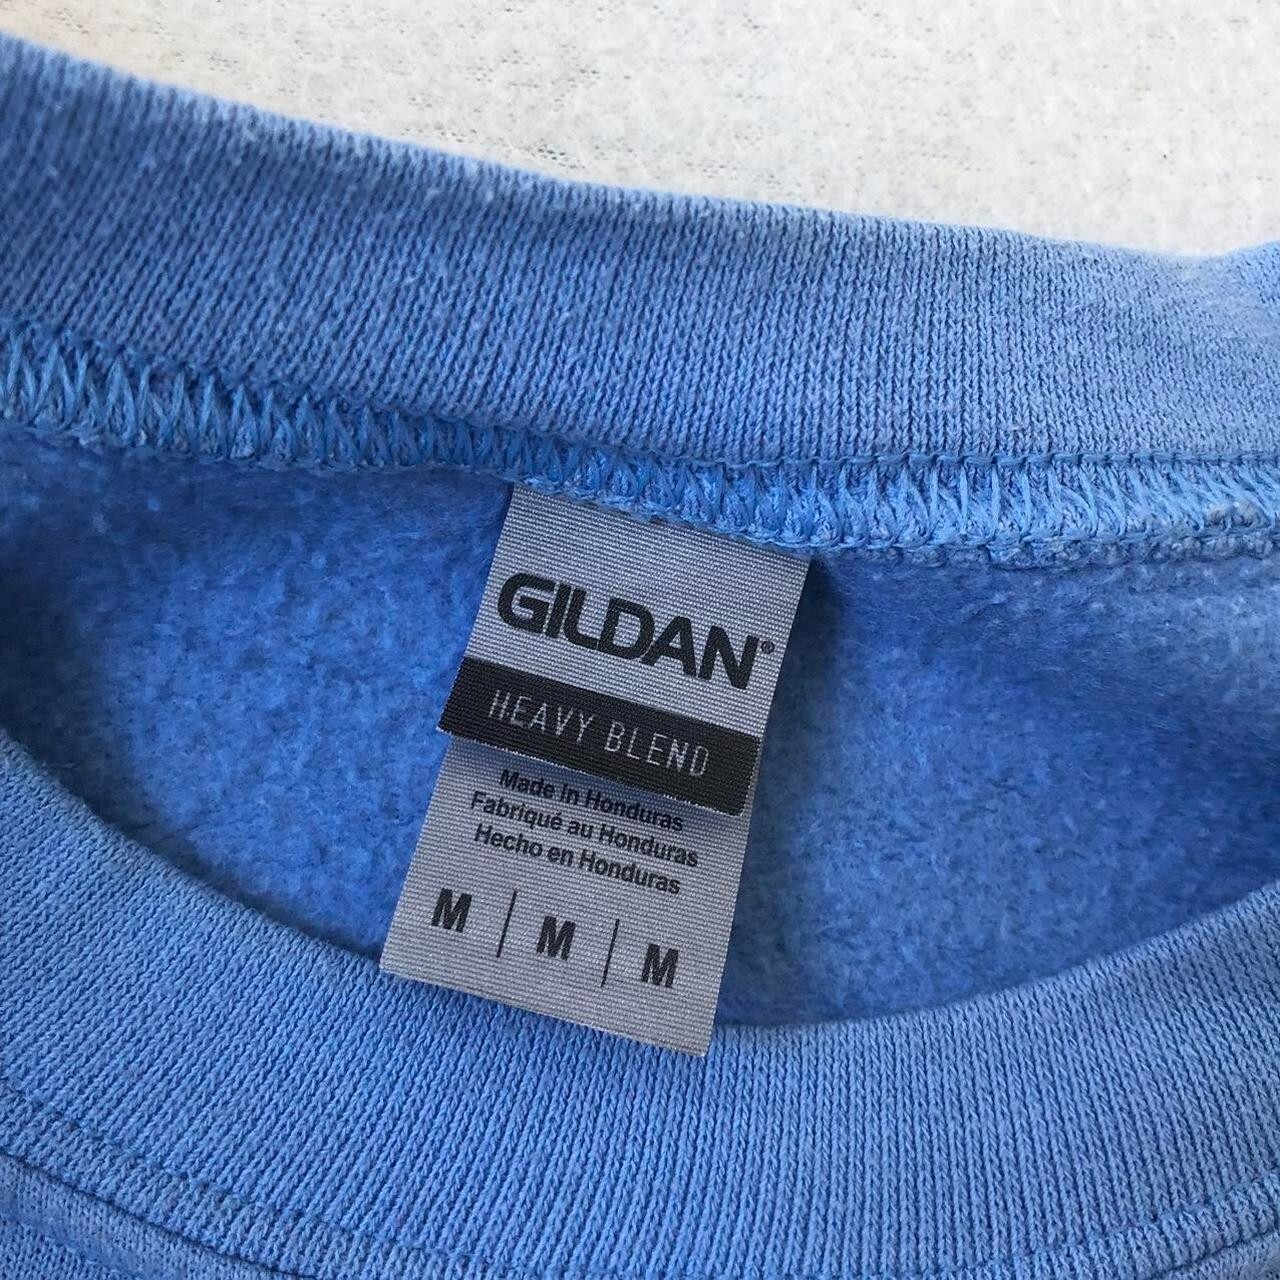 GILDAN®
HEAVY BLEND
Made in Honduras
Fabriqué au Honduras
Hecho en Honduras
M | M | M